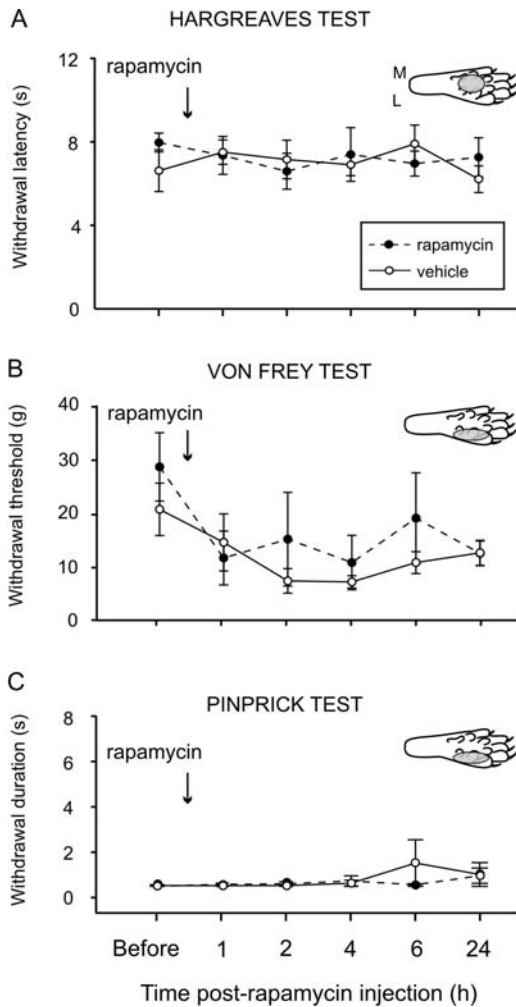 A
HARGREAVES TEST
Withdrawal latency (s)
12
8
4
0
rapamycin
M
L
rapamycin
vehicle
B
VON FREY TEST
Withdrawal threshold (g)
40
30
20
10
0
rapamycin
C
PINPRICK TEST
Withdrawal duration (s)
8
6
4
2
0
rapamycin
Before 1 2 4 6 24
Time post-rapamycin injection (h)